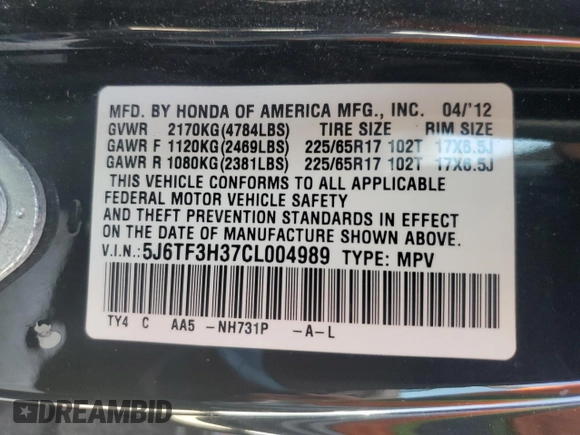 MFD. BY HONDA OF AMERICA MFG., INC. 04/'12
GVWR 2170KG(4784LBS) TIRE SIZE RIM SIZE
GAWR F 1120KG(2469LBS) 225/65R17 102T 17X6.5J
GAWR R 1080KG(2381LBS) 225/65R17 102T 17X6.5J
THIS VEHICLE CONFORMS TO ALL APPLICABLE
FEDERAL MOTOR VEHICLE SAFETY
AND THEFT PREVENTION STANDARDS IN EFFECT
ON THE DATE OF MANUFACTURE SHOWN ABOVE.
V.I.N.: 5J6TF3H37CL004989 TYPE: MPV
TY4 C AA5 -NH731P -A-L
DREAMBID